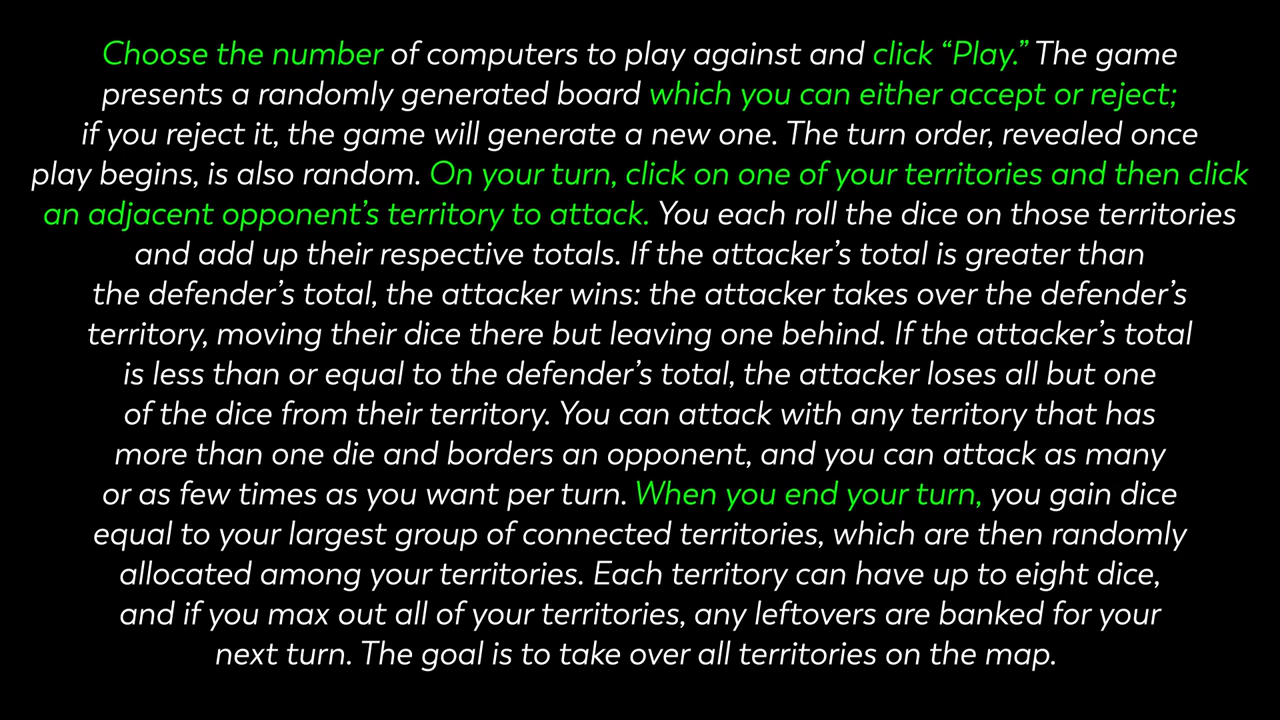 Choose the number of computers to play against and click “Play.” The game
presents a randomly generated board which you can either accept or reject;
if you reject it, the game will generate a new one. The turn order, revealed once
play begins, is also random. On your turn, click on one of your territories and then click
an adjacent opponent’s territory to attack. You each roll the dice on those territories
and add up their respective totals. If the attacker’s total is greater than
the defender’s total, the attacker wins: the attacker takes over the defender’s
territory, moving their dice there but leaving one behind. If the attacker’s total
is less than or equal to the defender’s total, the attacker loses all but one
of the dice from their territory. You can attack with any territory that has
more than one die and borders an opponent, and you can attack as many
or as few times as you want per turn. When you end your turn, you gain dice
equal to your largest group of connected territories, which are then randomly
allocated among your territories. Each territory can have up to eight dice,
and if you max out all of your territories, any leftovers are banked for your
next turn. The goal is to take over all territories on the map.